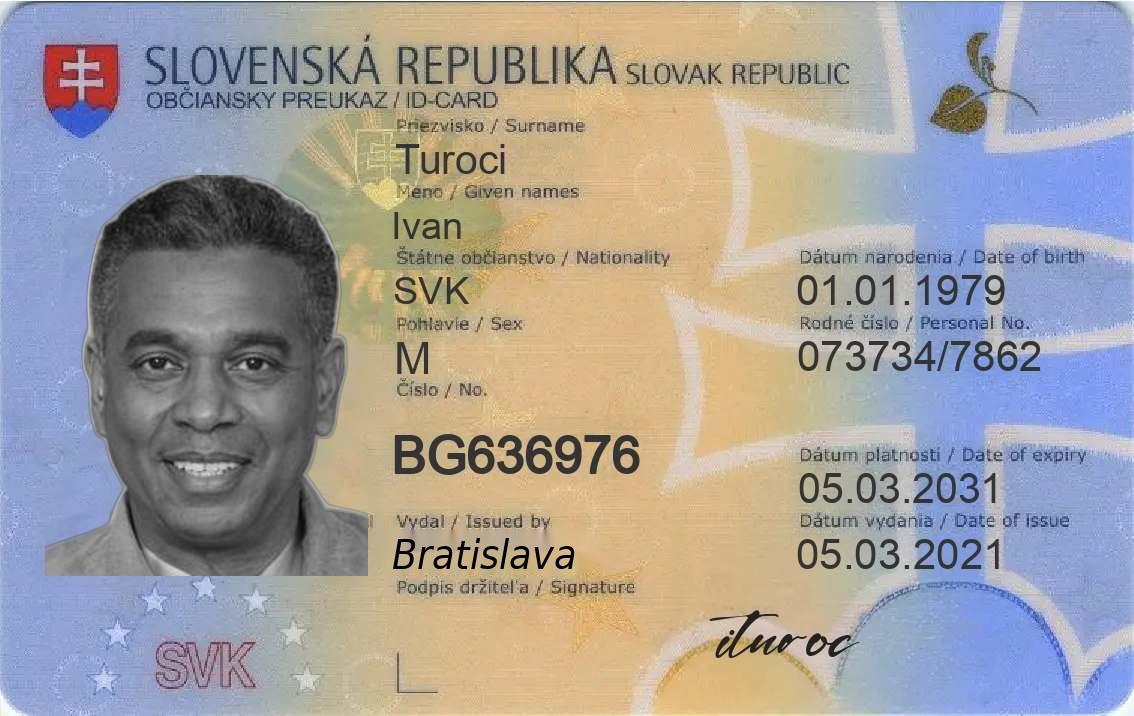 SLOVENSKÁ REPUBLIKA SLOVAK REPUBLIC
OBČIANSKY PREUKAZ / ID-CARD
Priezvisko / Surname
Turoci
Meno / Given names
Ivan
Štátne občianstvo / Nationality
SVK
Dátum narodenia / Date of birth
01.01.1979
Pohlavie / Sex
M
Rodné číslo / Personal No.
073734/7862
Číslo / No.
BG636976
Dátum platnosti / Date of expiry
05.03.2031
Vydal / Issued by
Bratislava
Dátum vydania / Date of issue
05.03.2021
Podpis držiteľa / Signature
ituroc
SVK